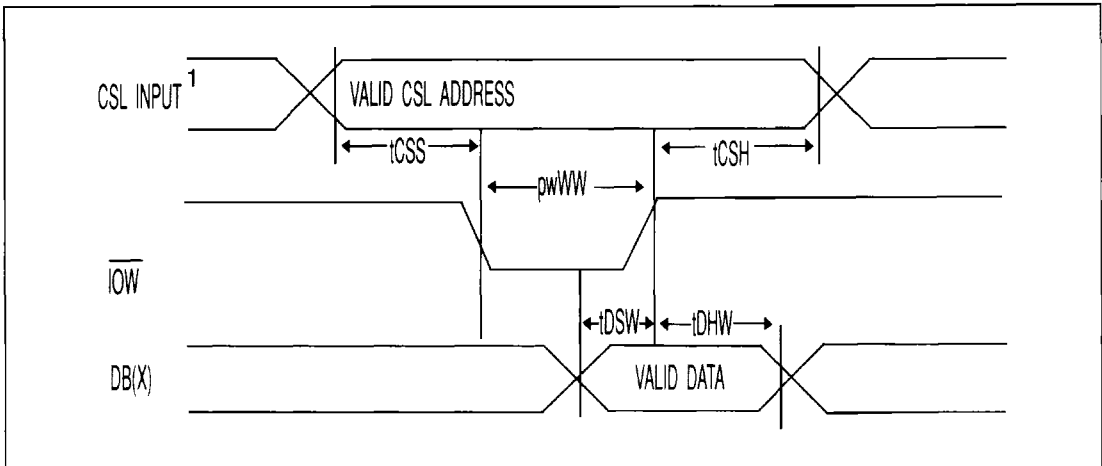 CSL INPUT 1
VALID CSL ADDRESS
tCSS
tCSH
pwWW
IOW
tDSW
tDHW
DB(X)
VALID DATA